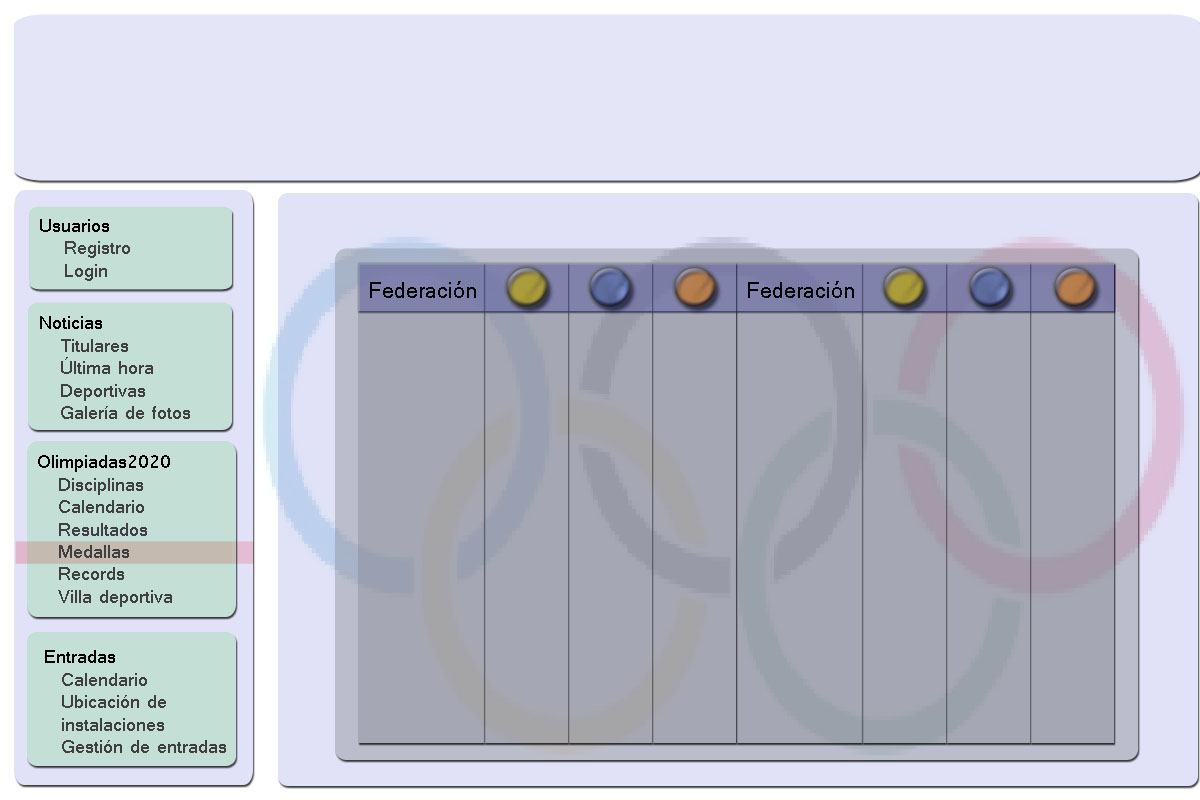 Usuarios
Registro
Login
Noticias
Titulares
Última hora
Deportivas
Galería de fotos
Olimpiadas2020
Disciplinas
Calendario
Resultados
Medallas
Records
Villa deportiva
Entradas
Calendario
Ubicación de
instalaciones
Gestión de entradas
Federación Federación